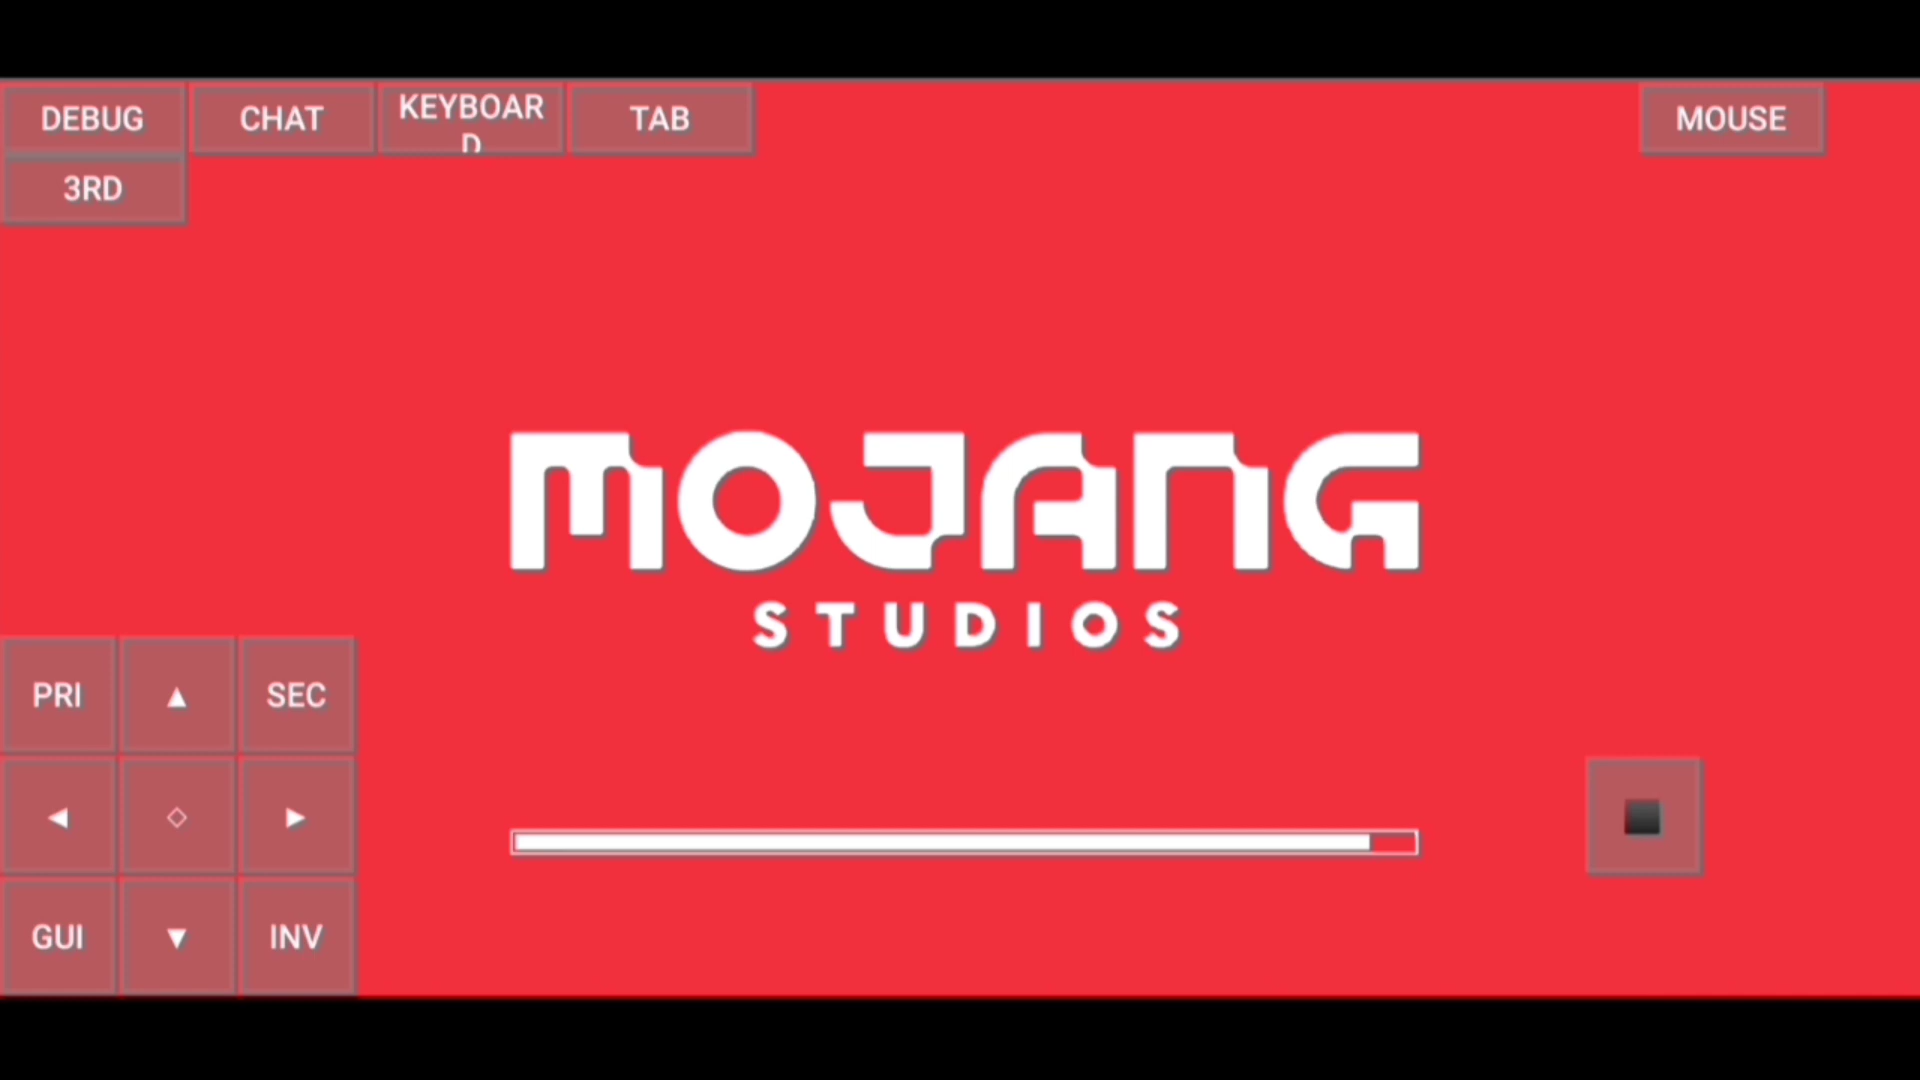 DEBUG
CHAT
KEYBOAR
D
TAB
MOUSE
3RD
MOJANG
STUDIOS
PRI
▲
SEC
◀
◇
▶
GUI
▼
INV